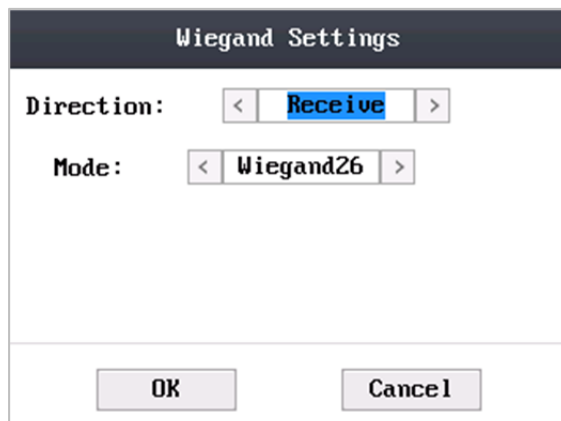 Wiegand Settings
Direction: < Receive >
Mode: < Wiegand26 >
OK Cancel